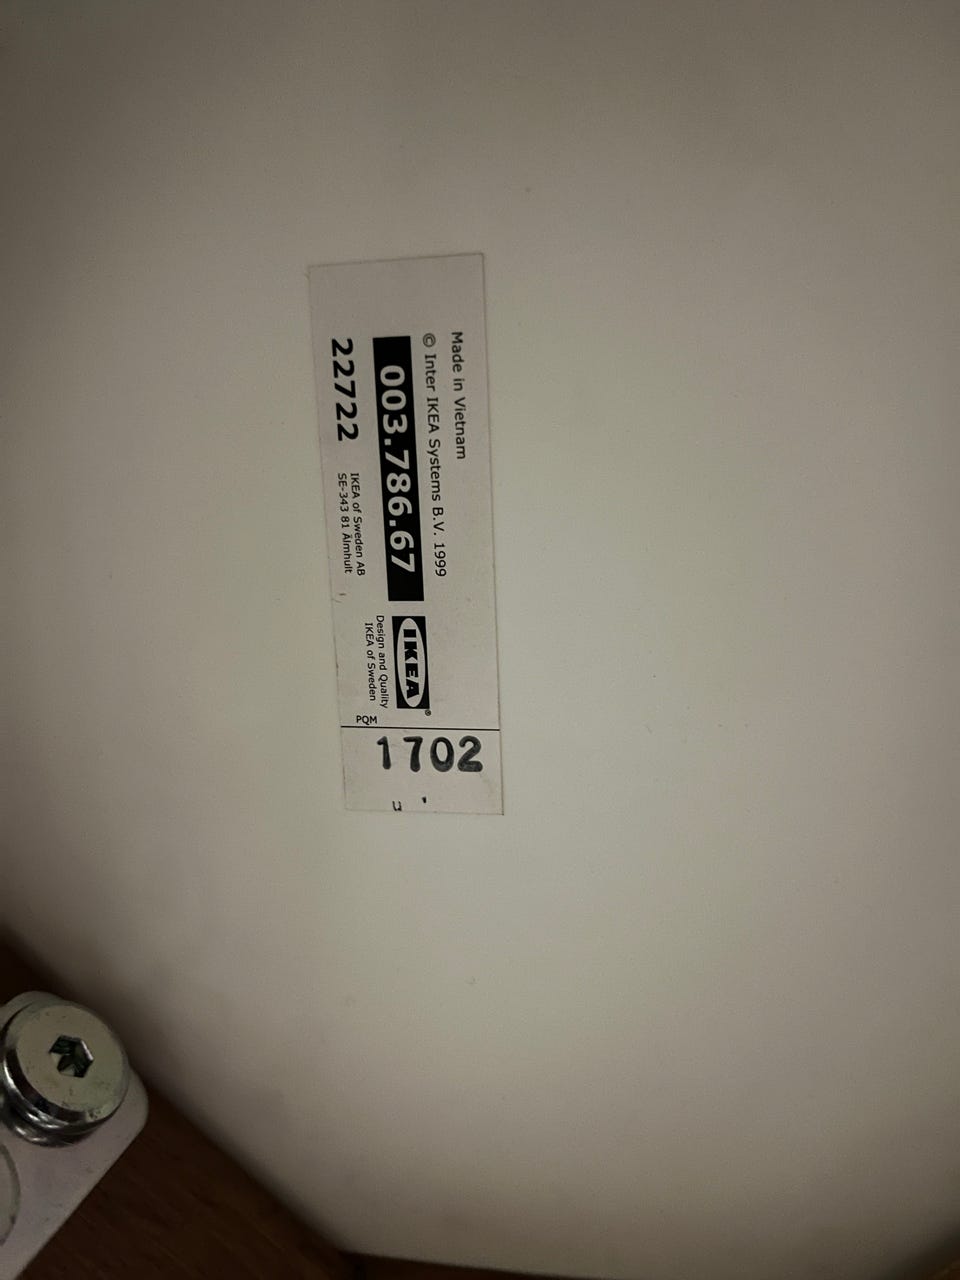 Made in Vietnam
© Inter IKEA Systems B.V. 1999
003.786.67
IKEA®
22722
IKEA of Sweden AB
SE-343 81 Älmhult
Design and Quality
IKEA of Sweden
PQM
1702